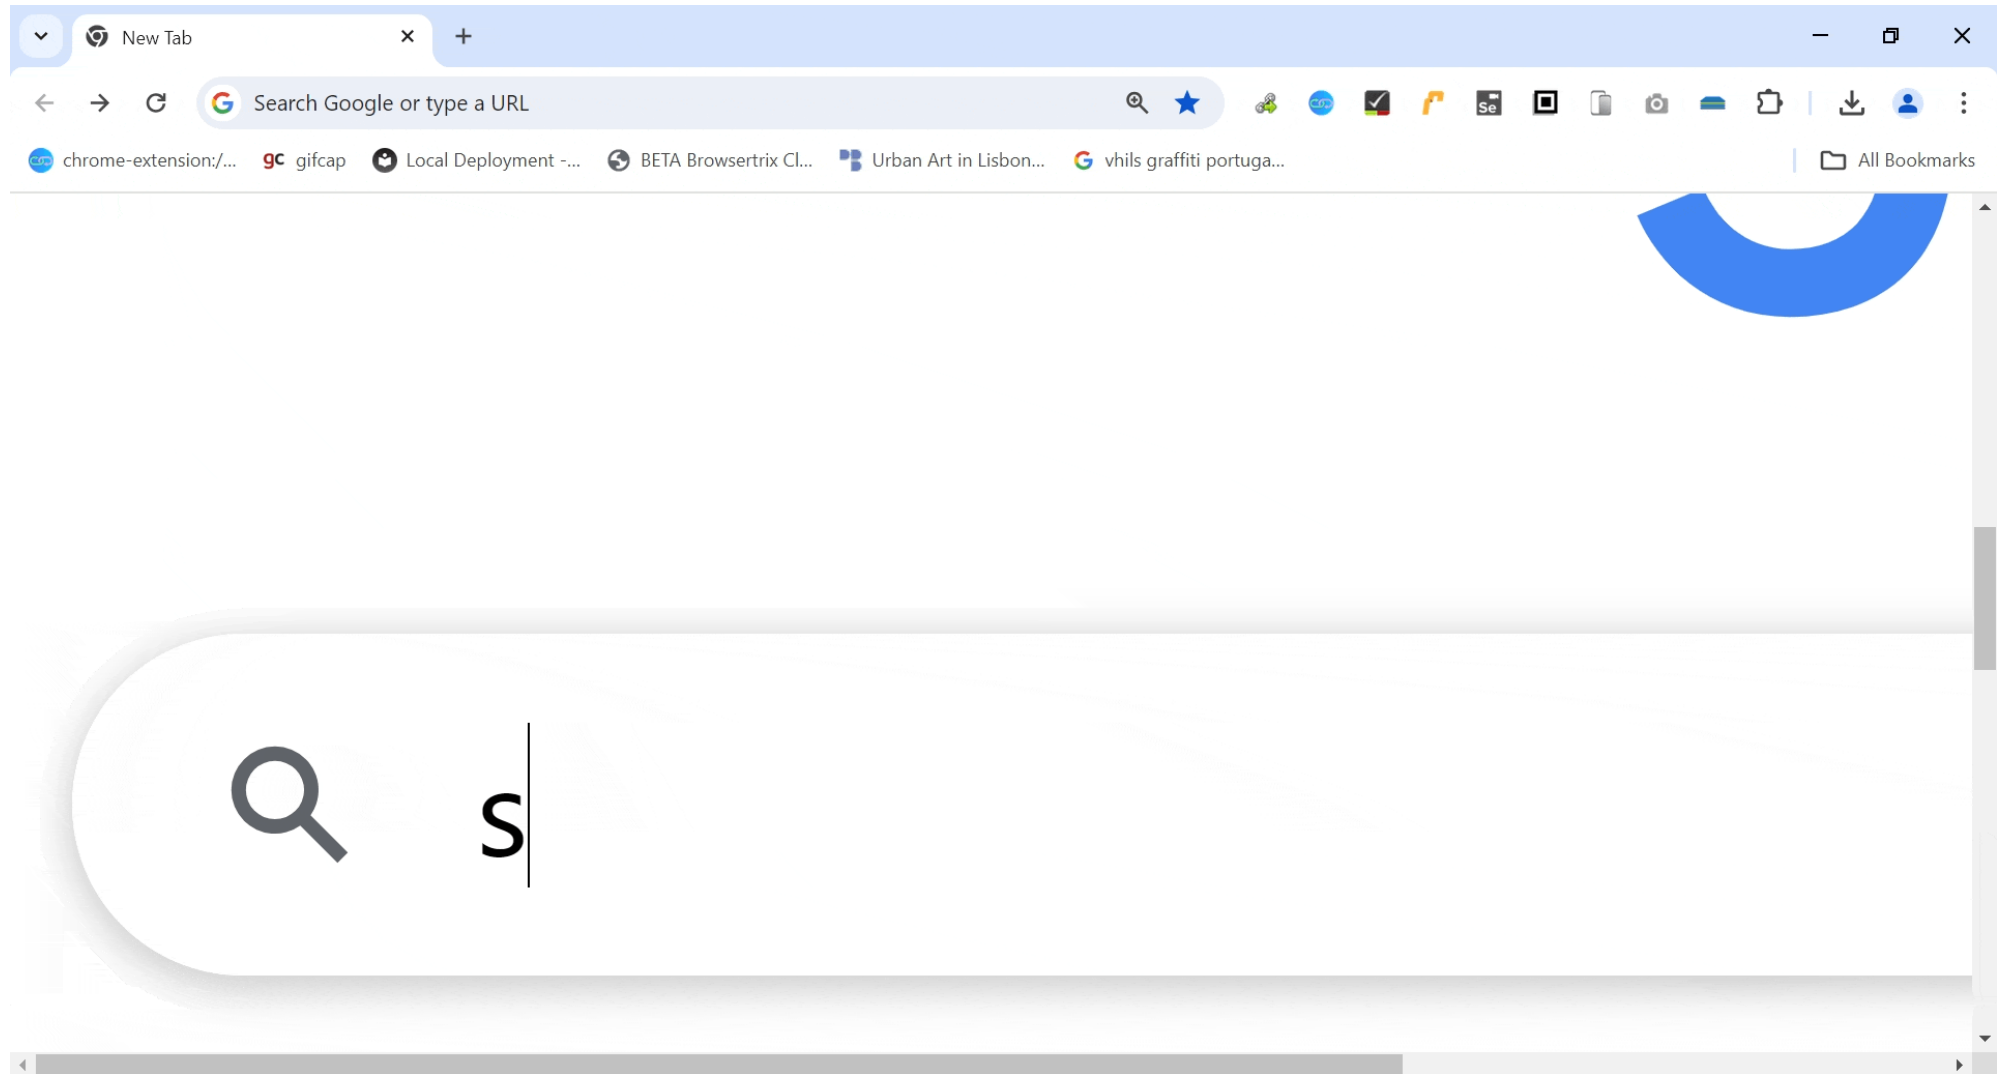 New Tab
Search Google or type a URL
Se
chrome-extension:/...
gc gifcap
Local Deployment -...
BETA Browsertrix Cl...
Urban Art in Lisbon...
vhils graffiti portuga...
All Bookmarks
s